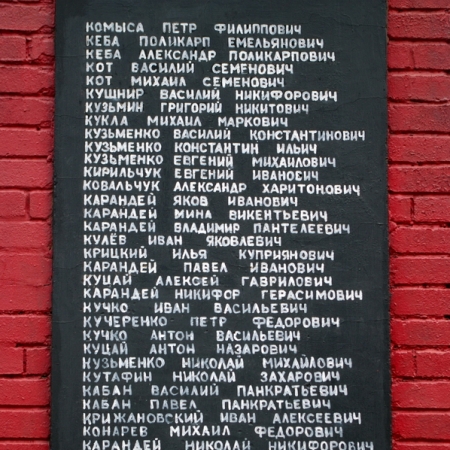 КОМЫСА ПЕТР ФИЛИППОВИЧ
КЕБА ПОЛИКАРП ЕМЕЛЬЯНОВИЧ
КЕБА АЛЕКСАНДР ПОЛИКАРПОВИЧ
КОТ ВАСИЛИЙ СЕМЕНОВИЧ
КОТ МИХАИЛ СЕМЕНОВИЧ
КУШНИР ВАСИЛИЙ НИКИФОРОВИЧ
КУЗЬМИН ГРИГОРИЙ НИКИТОВИЧ
КУКЛА МИХАИЛ МАРКОВИЧ
КУЗЬМЕНКО ВАСИЛИЙ КОНСТАНТИНОВИЧ
КУЗЬМЕНКО КОНСТАНТИН ИЛЬИЧ
КУЗЬМЕНКО ЕВГЕНИЙ МИХАЙЛОВИЧ
КИРИЛЬЧУК ЕВГЕНИЙ ИВАНОВИЧ
КОВАЛЬЧУК АЛЕКСАНДР ХАРИТОНОВИЧ
КАРАНДЕЙ ЯКОВ ИВАНОВИЧ
КАРАНДЕЙ МИНА ВИКЕНТЬЕВИЧ
КАРАНДЕЙ ВЛАДИМИР ПАНТЕЛЕЕВИЧ
КУЛЁВ ИВАН ЯКОВЛЕВИЧ
КРИЦКИЙ ИЛЬЯ КУПРИЯНОВИЧ
КАРАНДЕЙ ПАВЕЛ ИВАНОВИЧ
КУЦАЙ АЛЕКСЕЙ ГАВРИЛОВИЧ
КАРАНДЕЙ НИКИФОР ГЕРАСИМОВИЧ
КУЧКО ИВАН ВАСИЛЬЕВИЧ
КУЧЕРЕНКО ПЕТР ФЕДОРОВИЧ
КУЧКО АНТОН ВАСИЛЬЕВИЧ
КУЦАЙ АНТОН НАЗАРОВИЧ
КУЗЬМЕНКО НИКОЛАЙ МИХАЙЛОВИЧ
КУТАФИН НИКОЛАЙ ЗАХАРОВИЧ
КАБАН ВАСИЛИЙ ПАНКРАТЬЕВИЧ
КАБАН ПАВЕЛ ПАНКРАТЬЕВИЧ
КРИЖАНОВСКИЙ ИВАН АЛЕКСЕЕВИЧ
КОНАРЕВ МИХАИЛ ФЕДОРОВИЧ
КАРАНДЕЙ НИКОЛАЙ НИКИФОРОВИЧ